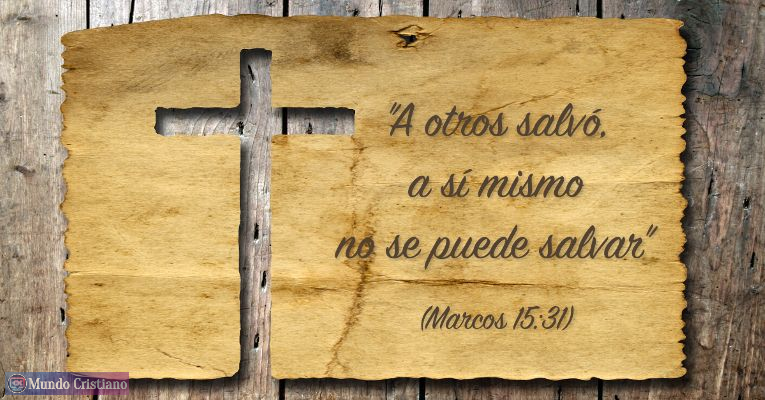 "A otros salvó,
a sí mismo
no se puede salvar"
(Marcos 15:31)
Mundo Cristiano